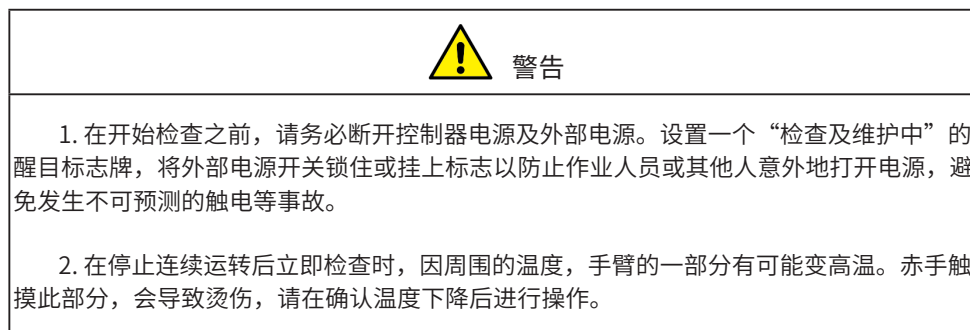 警告
1. 在开始检查之前，请务必断开控制器电源及外部电源。设置一个“检查及维护中”的
醒目标志牌，将外部电源开关锁住或挂上标志以防止作业人员或其他人意外地打开电源，避
免发生不可预测的触电等事故。
2. 在停止连续运转后立即检查时，因周围的温度，手臂的一部分有可能变高温。赤手触
摸此部分，会导致烫伤，请在确认温度下降后进行操作。